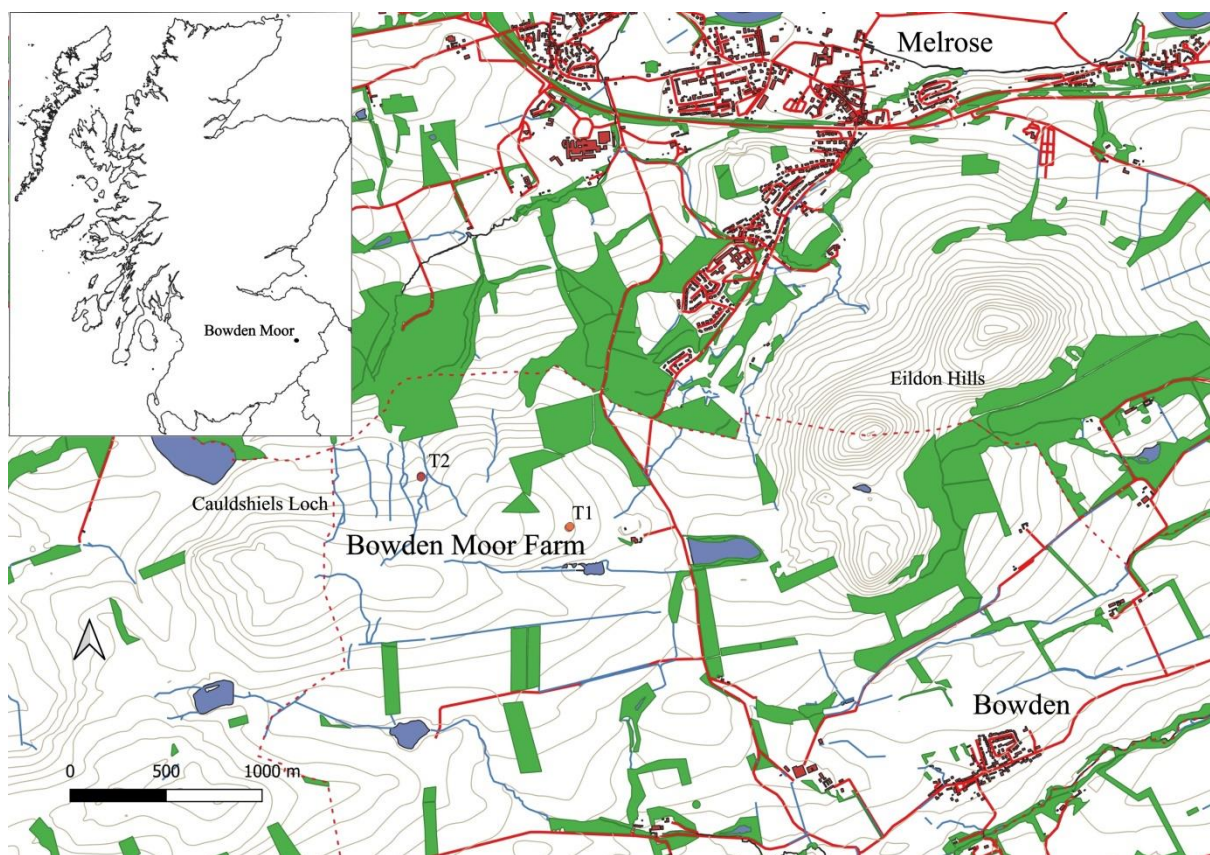 Melrose
Bowden Moor
Eildon Hills
T2
Cauldshiels Loch
T1
Bowden Moor Farm
Bowden
0 500 1000 m